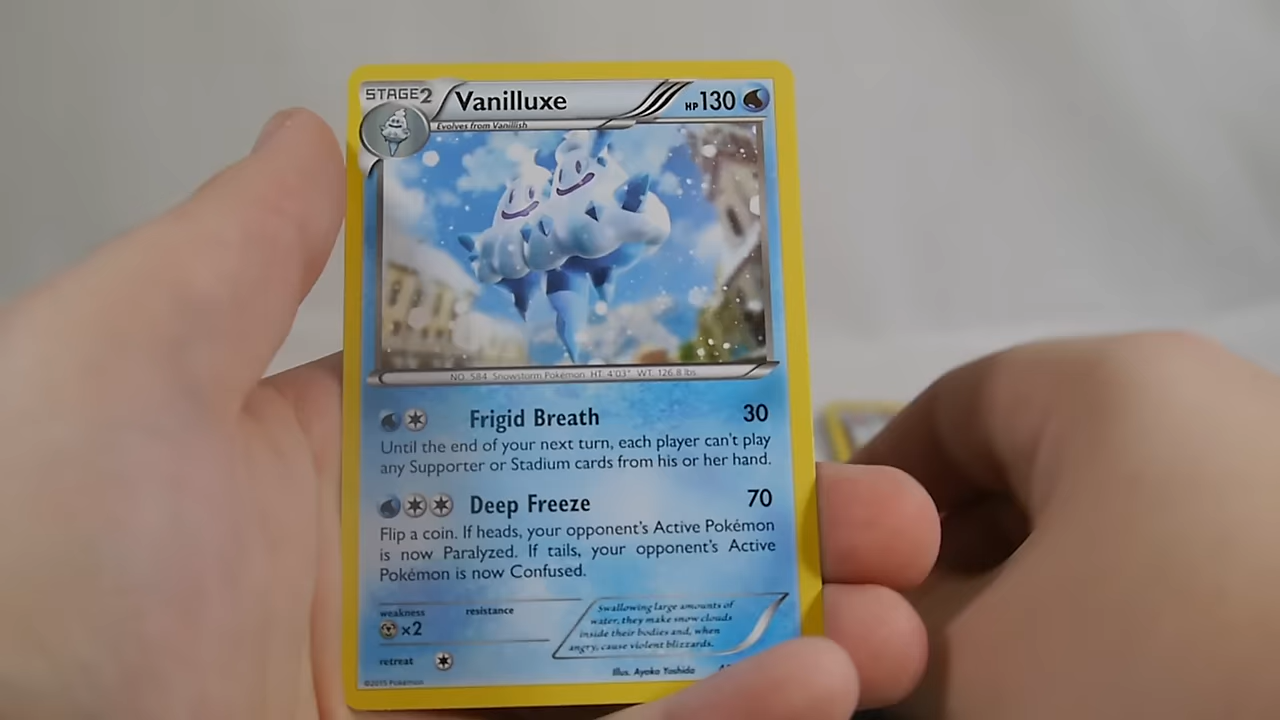 STAGE2 Vanilluxe HP130
Evolves from Vanillish
NO. 584 Snowstorm Pokémon HT. 4'03" WT. 126.8 lbs.
Frigid Breath 30
Until the end of your next turn, each player can't play
any Supporter or Stadium cards from his or her hand.
Deep Freeze 70
Flip a coin. If heads, your opponent's Active Pokémon
is now Paralyzed. If tails, your opponent's Active
Pokémon is now Confused.
weakness resistance
×2
Swallowing large amounts of
water, they make snow clouds
inside their bodies and, when
angry, cause violent blizzards.
retreat
Illus. Ayaka Yoshida
©2015 Pokémon